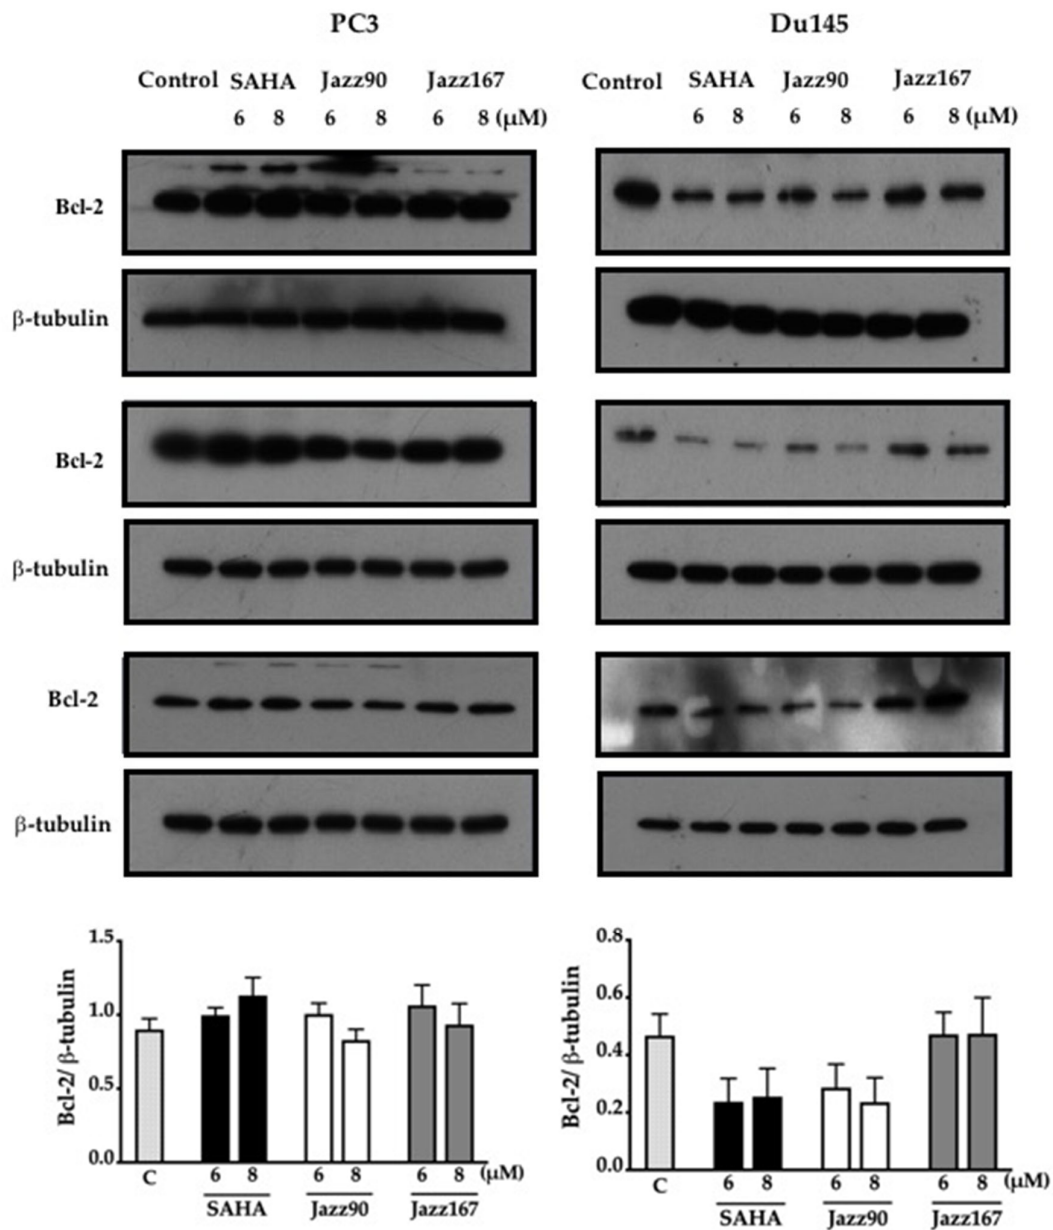 PC3 Du145
Control SAHA Jazz90 Jazz167 Control SAHA Jazz90 Jazz167
6 8 6 8 6 8 (μM) 6 8 6 8 6 8 (μM)
Bcl-2
β-tubulin
Bcl-2
β-tubulin
Bcl-2
β-tubulin
Bcl-2/ β-tubulin
1.5
1.0
0.5
0.0
C 6 8 6 8 6 8 (μM)
SAHA Jazz90 Jazz167
Bcl-2/ β-tubulin
0.8
0.6
0.4
0.2
0.0
C 6 8 6 8 6 8 (μM)
SAHA Jazz90 Jazz167